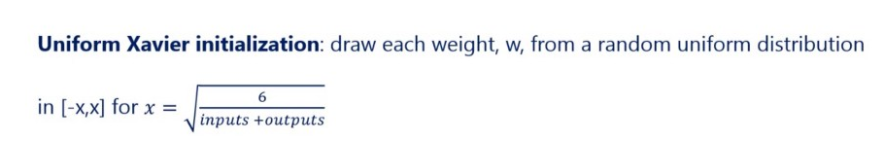 Uniform Xavier initialization: draw each weight, w, from a random uniform distribution
in [-x,x] for x = √(6 / (inputs +outputs))